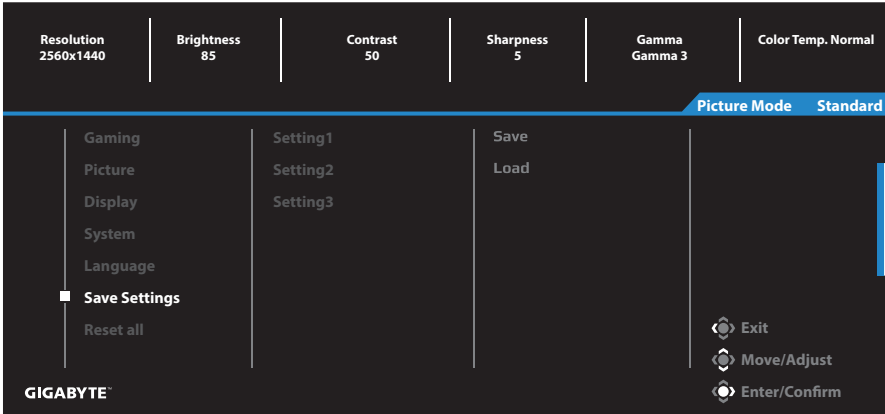 Resolution
2560x1440
Brightness
85
Contrast
50
Sharpness
5
Gamma
Gamma 3
Color Temp. Normal
Picture Mode Standard
Gaming
Picture
Display
System
Language
Save Settings
Reset all
Setting1
Setting2
Setting3
Save
Load
Exit
Move/Adjust
Enter/Confirm
GIGABYTE™